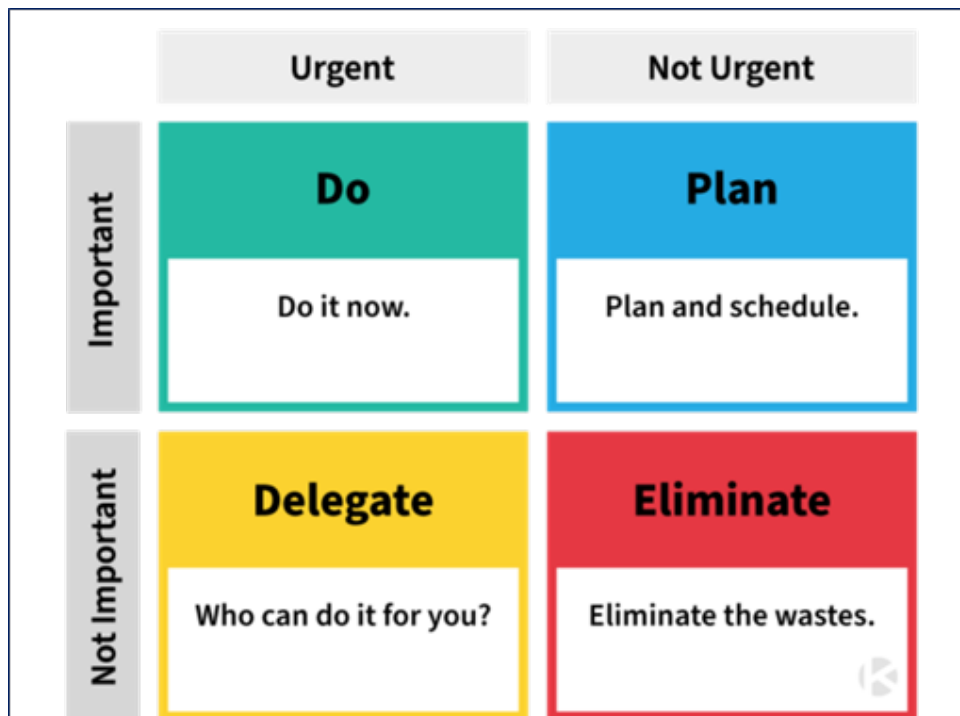 Urgent
Not Urgent
Important
Do
Plan
Do it now.
Plan and schedule.
Not Important
Delegate
Eliminate
Who can do it for you?
Eliminate the wastes.
K